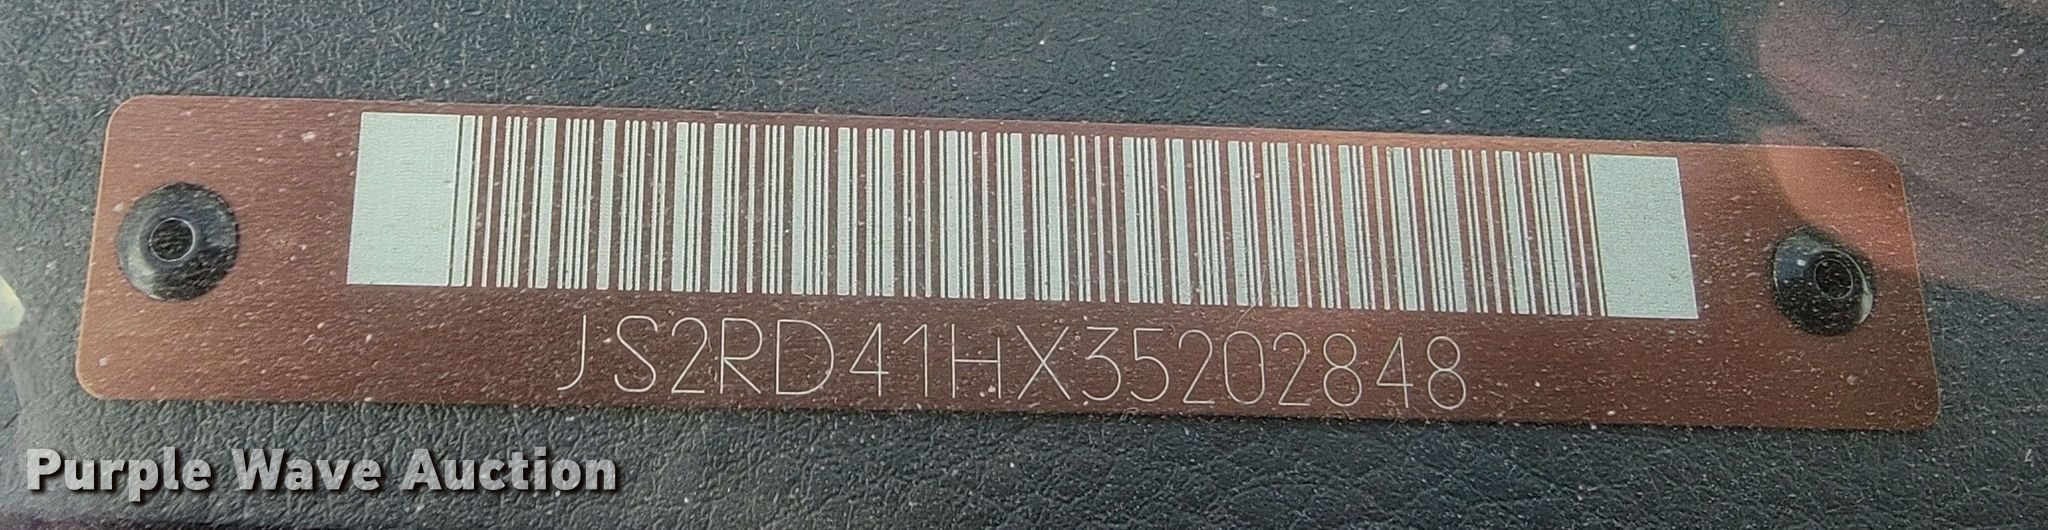 JS2RD41HX35202848
Purple Wave Auction